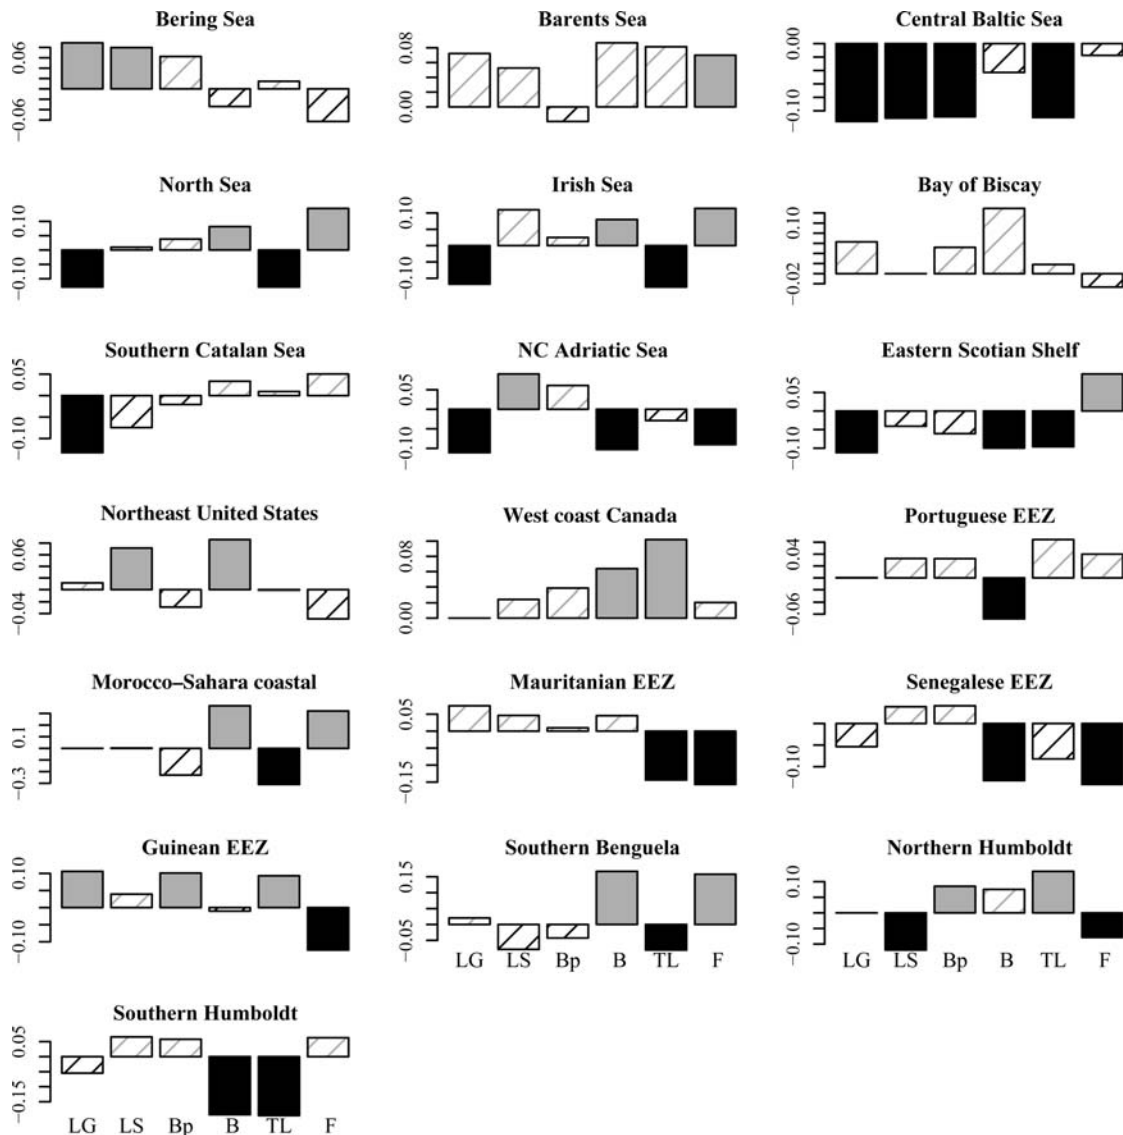 Bering Sea
0.06
−0.06
Barents Sea
0.08
0.00
Central Baltic Sea
0.00
−0.10
North Sea
0.10
−0.10
Irish Sea
0.10
−0.10
Bay of Biscay
0.10
−0.02
Southern Catalan Sea
0.05
−0.10
NC Adriatic Sea
0.05
−0.10
Eastern Scotian Shelf
0.05
−0.10
Northeast United States
0.06
−0.04
West coast Canada
0.08
0.00
Portuguese EEZ
0.04
−0.06
Morocco–Sahara coastal
0.1
−0.3
Mauritanian EEZ
0.05
−0.15
Senegalese EEZ
−0.10
Guinean EEZ
0.10
−0.10
Southern Benguela
0.15
−0.05
LG LS Bp B TL F
Northern Humboldt
0.10
−0.10
LG LS Bp B TL F
Southern Humboldt
0.05
−0.15
LG LS Bp B TL F